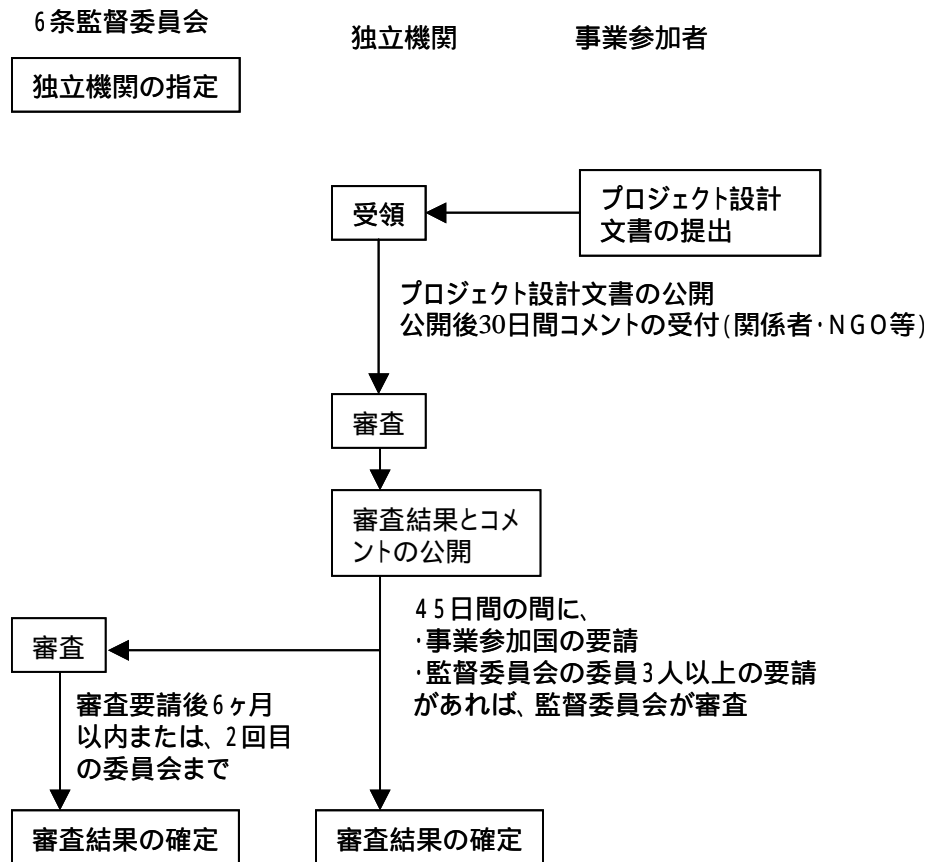 6条監督委員会
独立機関
事業参加者
独立機関の指定
受領
プロジェクト設計
文書の提出
プロジェクト設計文書の公開
公開後30日間コメントの受付(関係者・NGO等)
審査
審査結果とコメ
ントの公開
45日間の間に、
・事業参加国の要請
・監督委員会の委員3人以上の要請
があれば、監督委員会が審査
審査
審査要請後6ヶ月
以内または、2回目
の委員会まで
審査結果の確定
審査結果の確定